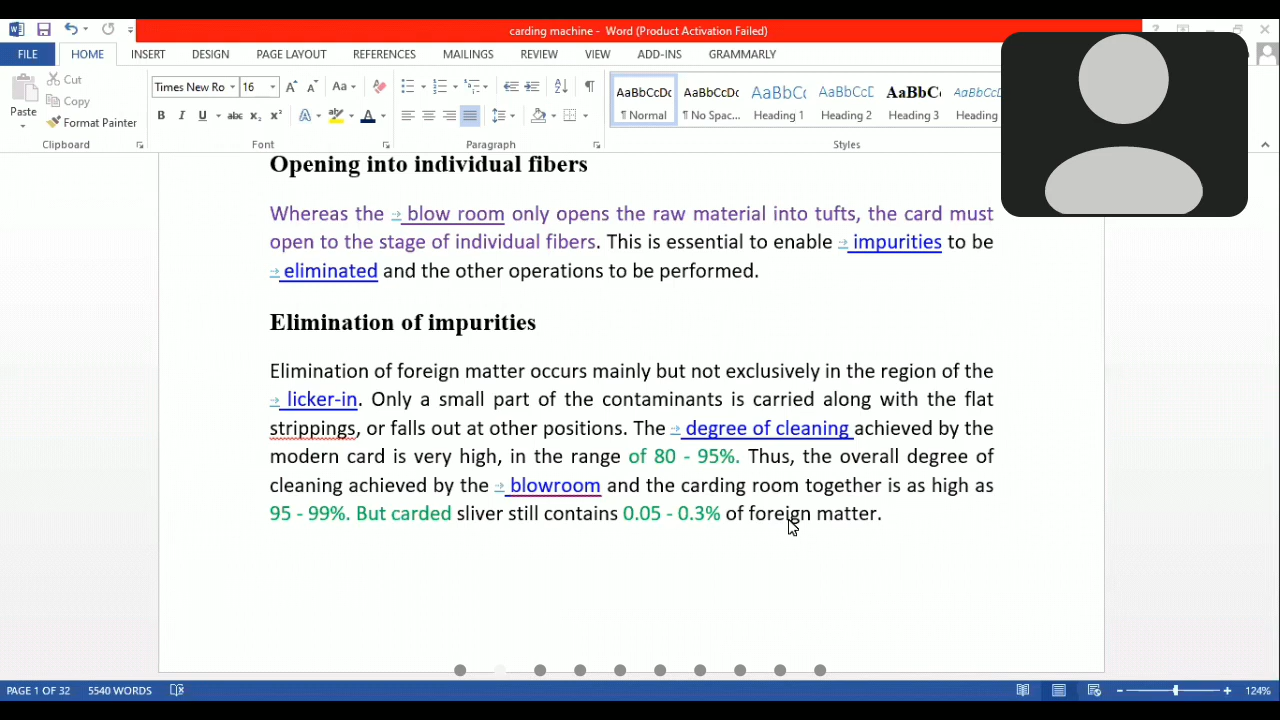 carding machine - Word (Product Activation Failed)
FILE HOME INSERT DESIGN PAGE LAYOUT REFERENCES MAILINGS REVIEW VIEW ADD-INS GRAMMARLY
Paste
Cut
Copy
Format Painter
Clipboard
Times New Ro 16
Font
Paragraph
AaBbCcDc AaBbCcDc AaBbC AaBbCcD AaBbC AaBbCcD
¶ Normal ¶ No Spac... Heading 1 Heading 2 Heading 3 Heading
Styles
Opening into individual fibers
Whereas the blow room only opens the raw material into tufts, the card must
open to the stage of individual fibers. This is essential to enable impurities to be
eliminated and the other operations to be performed.
Elimination of impurities
Elimination of foreign matter occurs mainly but not exclusively in the region of the
licker-in. Only a small part of the contaminants is carried along with the flat
strippings, or falls out at other positions. The degree of cleaning achieved by the
modern card is very high, in the range of 80 - 95%. Thus, the overall degree of
cleaning achieved by the blowroom and the carding room together is as high as
95 - 99%. But carded sliver still contains 0.05 - 0.3% of foreign matter.
PAGE 1 OF 32 5540 WORDS 124%